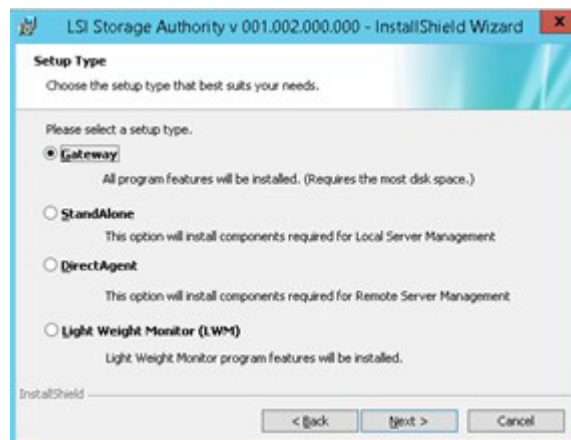 LSI Storage Authority v 001.002.000.000 - InstallShield Wizard
Setup Type
Choose the setup type that best suits your needs.
Please select a setup type.
Gateway
All program features will be installed. (Requires the most disk space.)
StandAlone
This option will install components required for Local Server Management
DirectAgent
This option will install components required for Remote Server Management
Light Weight Monitor (LWM)
Light Weight Monitor program features will be installed.
InstallShield
< Back Next > Cancel